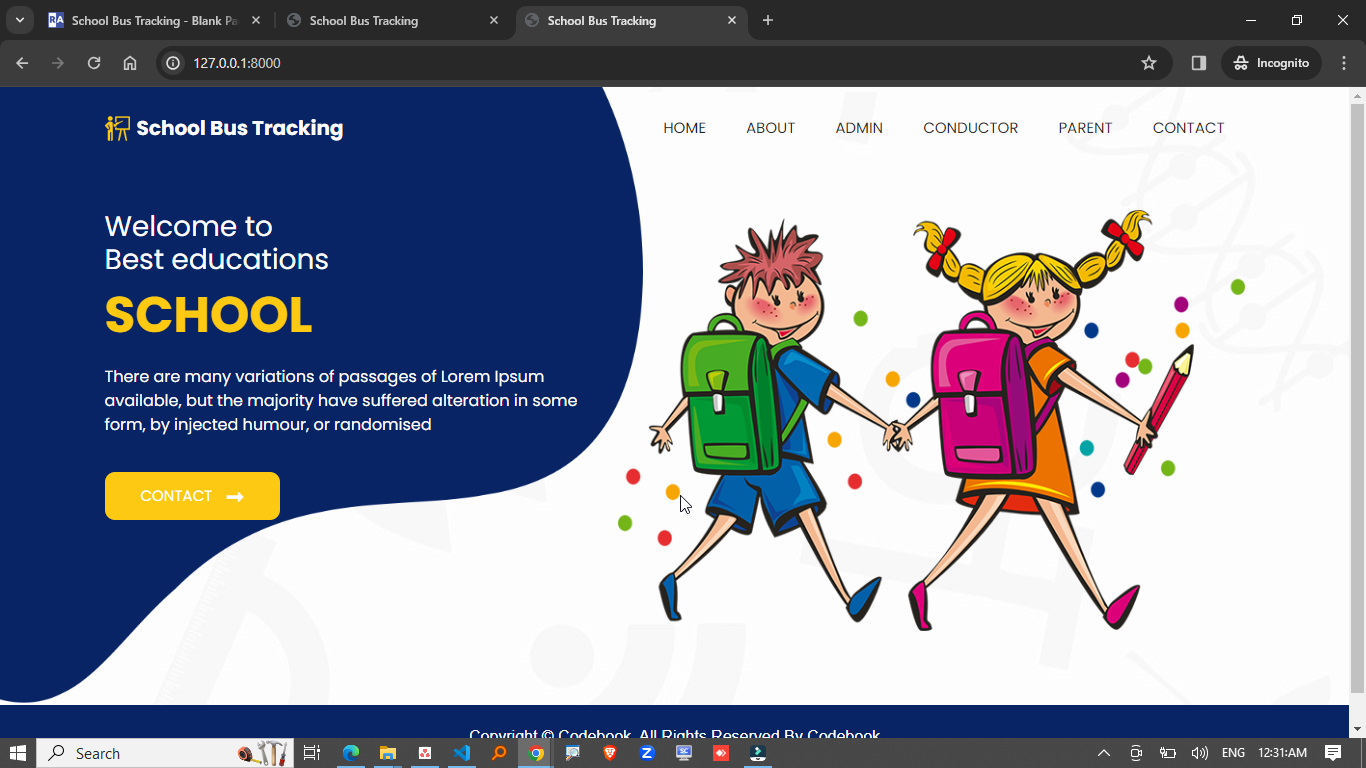 School Bus Tracking - Blank Pa
School Bus Tracking
School Bus Tracking
127.0.0.1:8000
Incognito
School Bus Tracking
HOME
ABOUT
ADMIN
CONDUCTOR
PARENT
CONTACT
Welcome to
Best educations
SCHOOL
There are many variations of passages of Lorem Ipsum
available, but the majority have suffered alteration in some
form, by injected humour, or randomised
CONTACT
Copyright © Codebook. All Rights Reserved By Codebook
Search
ENG
12:31:AM